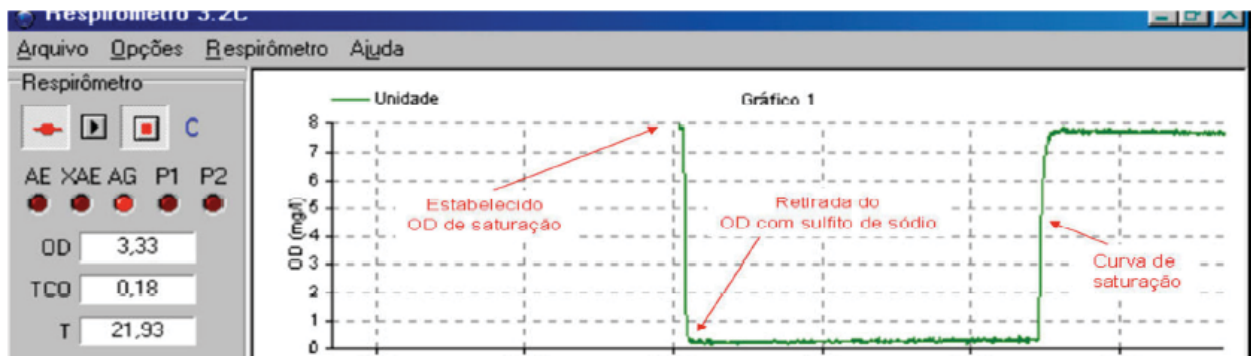 Respirômetro 3.2C
Arquivo Opções Respirômetro Ajuda
Respirômetro
C
AE XAE AG P1 P2
OD 3,33
TCO 0,18
T 21,93
Unidade
Gráfico 1
OD (mg/l)
8
7
6
5
4
3
2
1
0
Estabelecido
OD de saturação
Retirada do
OD com sulfito de sódio
Curva de
saturação